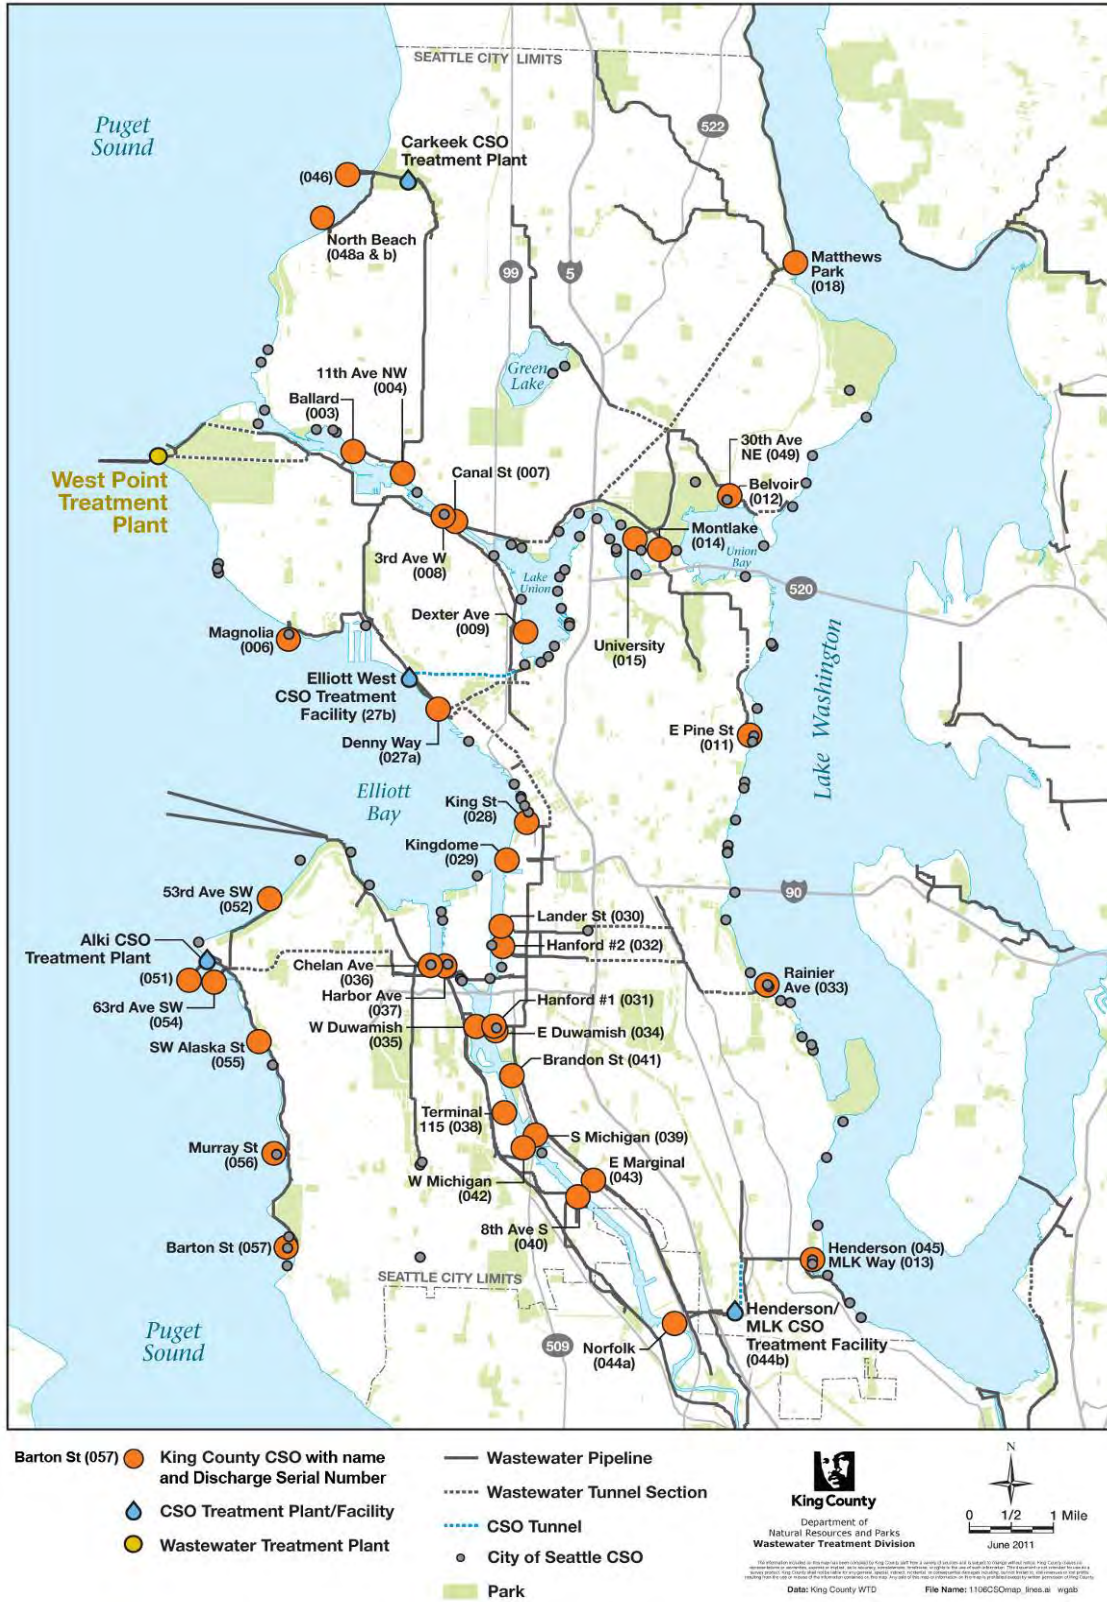 SEATTLE CITY LIMITS
Puget
Sound
522
Carkeek CSO
Treatment Plant
(046)
North Beach
(048a & b)
99
5
Matthews
Park
(018)
Green
Lake
11th Ave NW
(004)
Ballard
(003)
30th Ave
NE (049)
Belvoir
(012)
West Point
Treatment
Plant
Canal St (007)
3rd Ave W
(008)
Montlake
(014)
Union
Bay
Lake
Union
520
Dexter Ave
(009)
University
(015)
Magnolia
(006)
Elliott West
CSO Treatment
Facility (27b)
Denny Way
(027a)
E Pine St
(011)
Lake Washington
Elliott
Bay
King St
(028)
Kingdome
(029)
90
53rd Ave SW
(052)
Lander St (030)
Hanford #2 (032)
Alki CSO
Treatment Plant
Chelan Ave
(036)
Harbor Ave
(037)
Rainier
Ave (033)
(051)
63rd Ave SW
(054)
Hanford #1 (031)
W Duwamish
(035)
E Duwamish (034)
SW Alaska St
(055)
Brandon St (041)
Terminal
115 (038)
S Michigan (039)
Murray St
(056)
W Michigan
(042)
E Marginal
(043)
8th Ave S
(040)
Barton St (057)
Henderson (045)
MLK Way (013)
SEATTLE CITY LIMITS
Puget
Sound
Henderson/
MLK CSO
Treatment Facility
(044b)
509
Norfolk
(044a)
Barton St (057)
King County CSO with name
and Discharge Serial Number
CSO Treatment Plant/Facility
Wastewater Treatment Plant
Wastewater Pipeline
Wastewater Tunnel Section
CSO Tunnel
City of Seattle CSO
Park
King County
Department of
Natural Resources and Parks
Wastewater Treatment Division
N
0 1/2 1 Mile
June 2011
Data: King County WTD
File Name: 1106CSOmap_linea.ai wgab